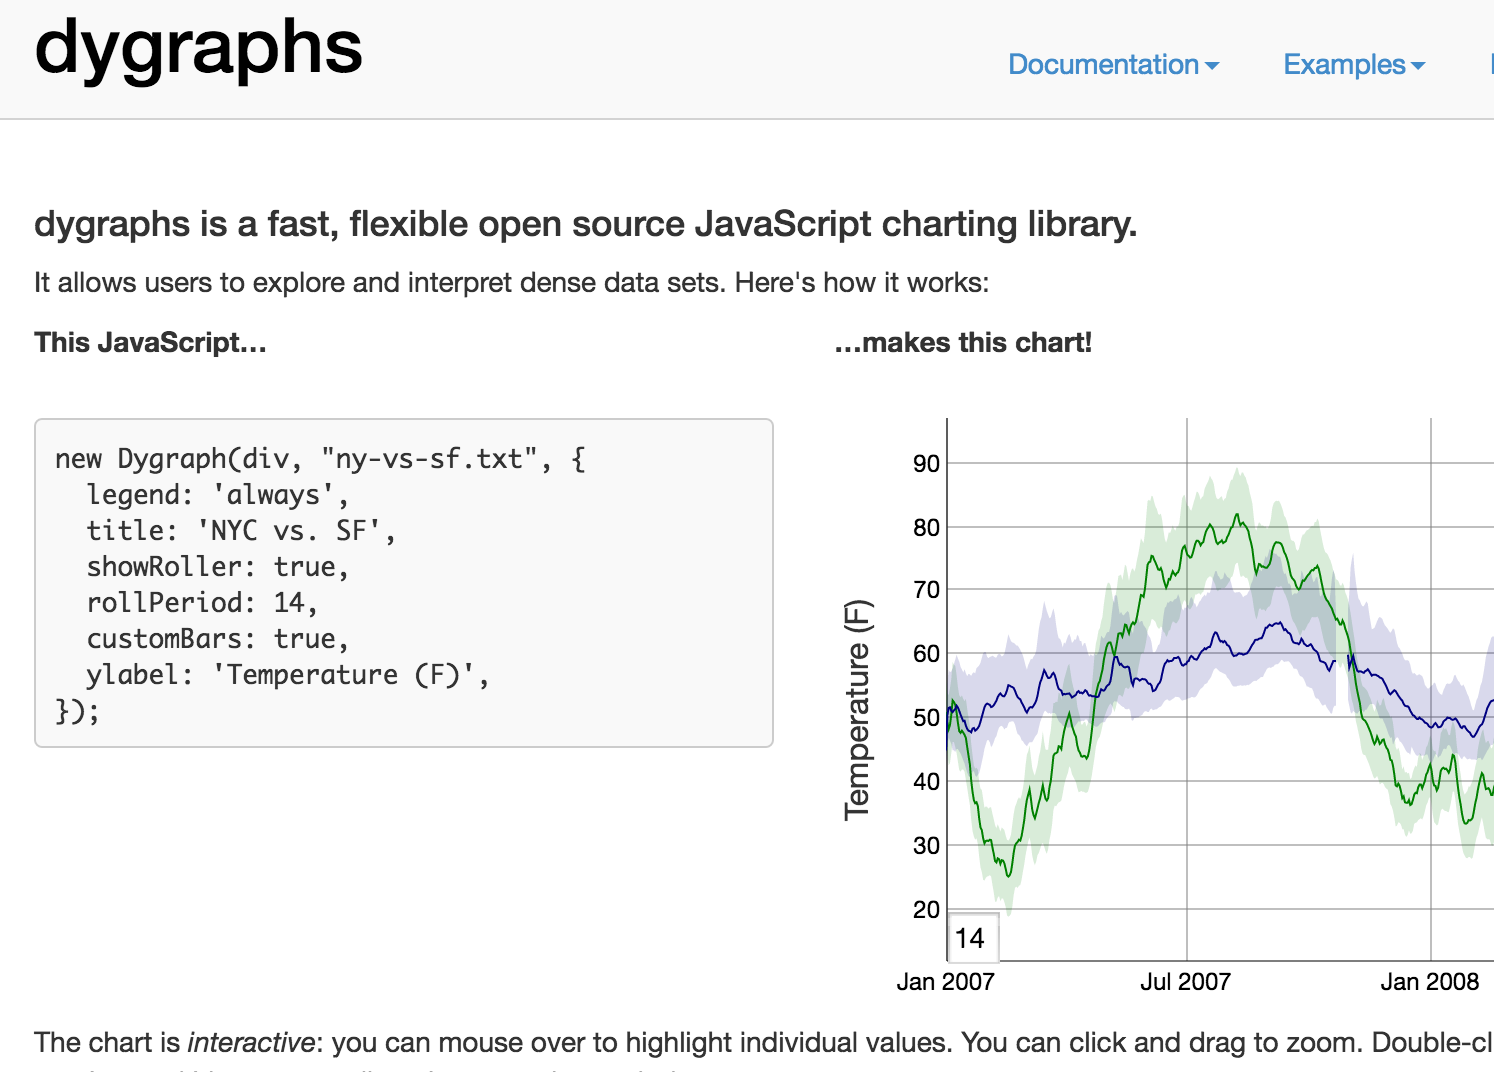 dygraphs
Documentation
Examples
dygraphs is a fast, flexible open source JavaScript charting library.
It allows users to explore and interpret dense data sets. Here's how it works:
This JavaScript...
...makes this chart!
new Dygraph(div, "ny-vs-sf.txt", {
  legend: 'always',
  title: 'NYC vs. SF',
  showRoller: true,
  rollPeriod: 14,
  customBars: true,
  ylabel: 'Temperature (F)',
});
Temperature (F)
90
80
70
60
50
40
30
20
14
Jan 2007
Jul 2007
Jan 2008
The chart is interactive: you can mouse over to highlight individual values. You can click and drag to zoom. Double-cl